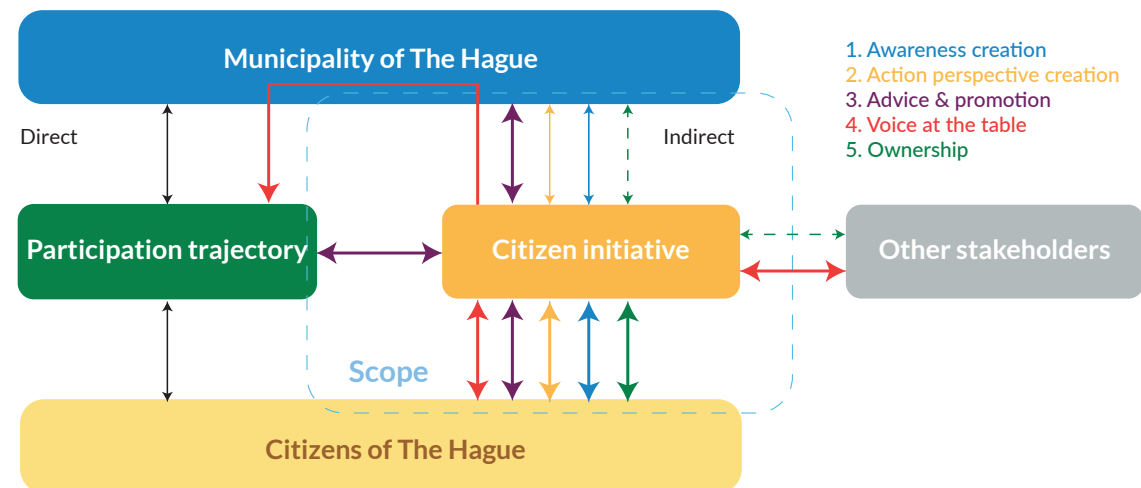 Municipality of The Hague
1. Awareness creation
2. Action perspective creation
3. Advice & promotion
4. Voice at the table
5. Ownership
Direct
Indirect
Participation trajectory
Citizen initiative
Other stakeholders
Scope
Citizens of The Hague